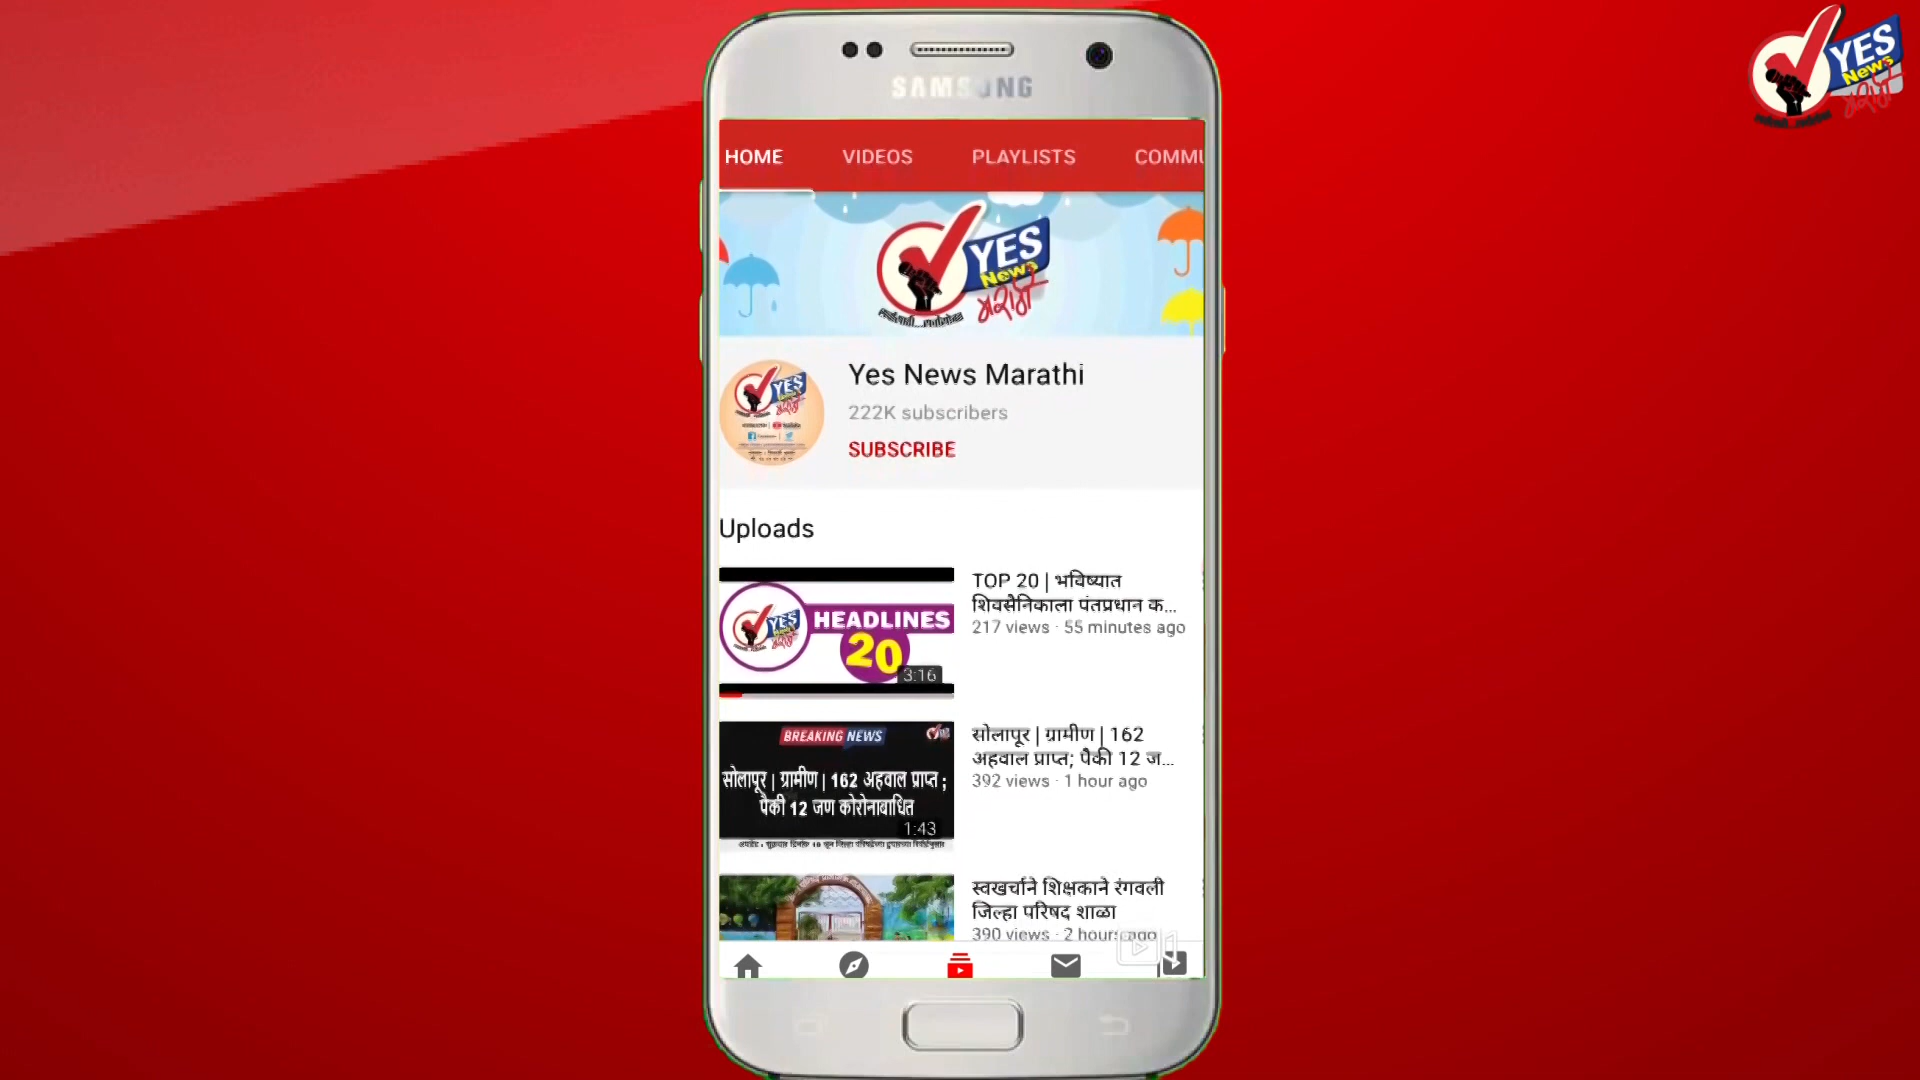 YES
News
मराठी
SAMSUNG
HOME VIDEOS PLAYLISTS COMMU
YES
News
मराठी
Yes News Marathi
222K subscribers
SUBSCRIBE
YES
Uploads
TOP 20 | भविष्यात
शिवसैनिकाला पंतप्रधान क...
217 views · 55 minutes ago
YES
HEADLINES
20
3:16
सोलापूर | ग्रामीण | 162
अहवाल प्राप्त; पैकी 12 ज...
392 views · 1 hour ago
BREAKING NEWS
सोलापूर | ग्रामीण | 162 अहवाल प्राप्त ;
पैकी 12 जण कोरोनाबाधित
1:43
स्वखर्चाने शिक्षकाने रंगवली
जिल्हा परिषद शाळा
390 views · 2 hours ago